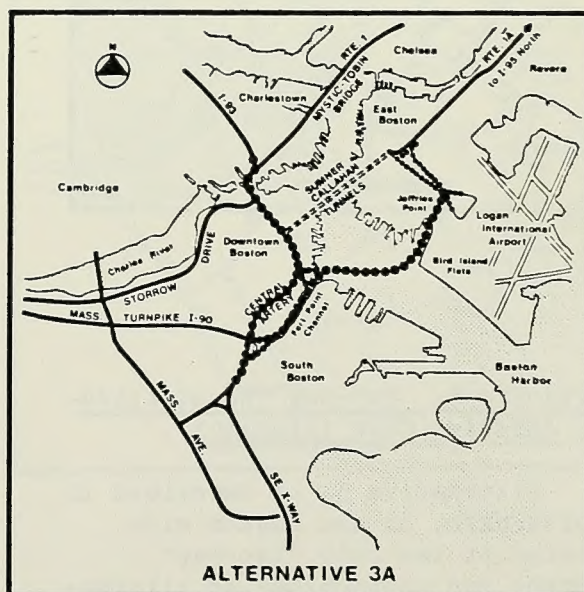 N
RTE. 1
MYSTIC-TOBIN
BRIDGE
Chelsea
RTE. 1A
to I-95 North
Revere
I-93
Charlestown
East
Boston
Cambridge
SUMNER
CALLAHAN
TUNNELS
Jeffries
Point
Logan
International
Airport
Charles River
Downtown
Boston
Bird Island
Flats
STORROW
DRIVE
CENTRAL
ARTERY
Fort Point
Channel
MASS. TURNPIKE I-90
South
Boston
Boston
Harbor
MASS.
AVE.
SE X-WAY
ALTERNATIVE 3A